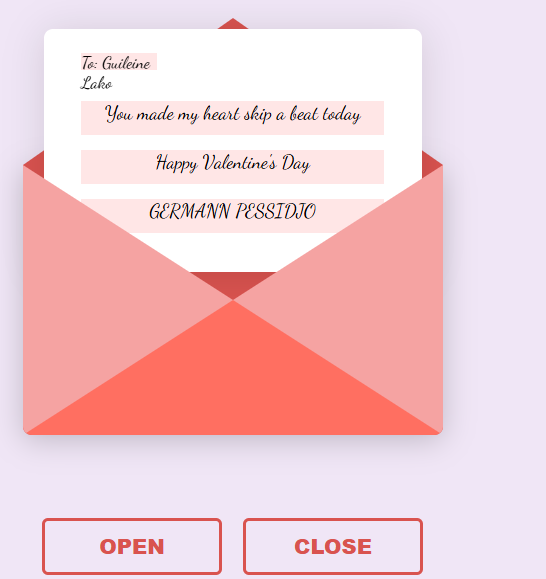 To: Guileine
Lako
You made my heart skip a beat today
Happy Valentine's Day
GERMANN PESSIDJO
OPEN
CLOSE